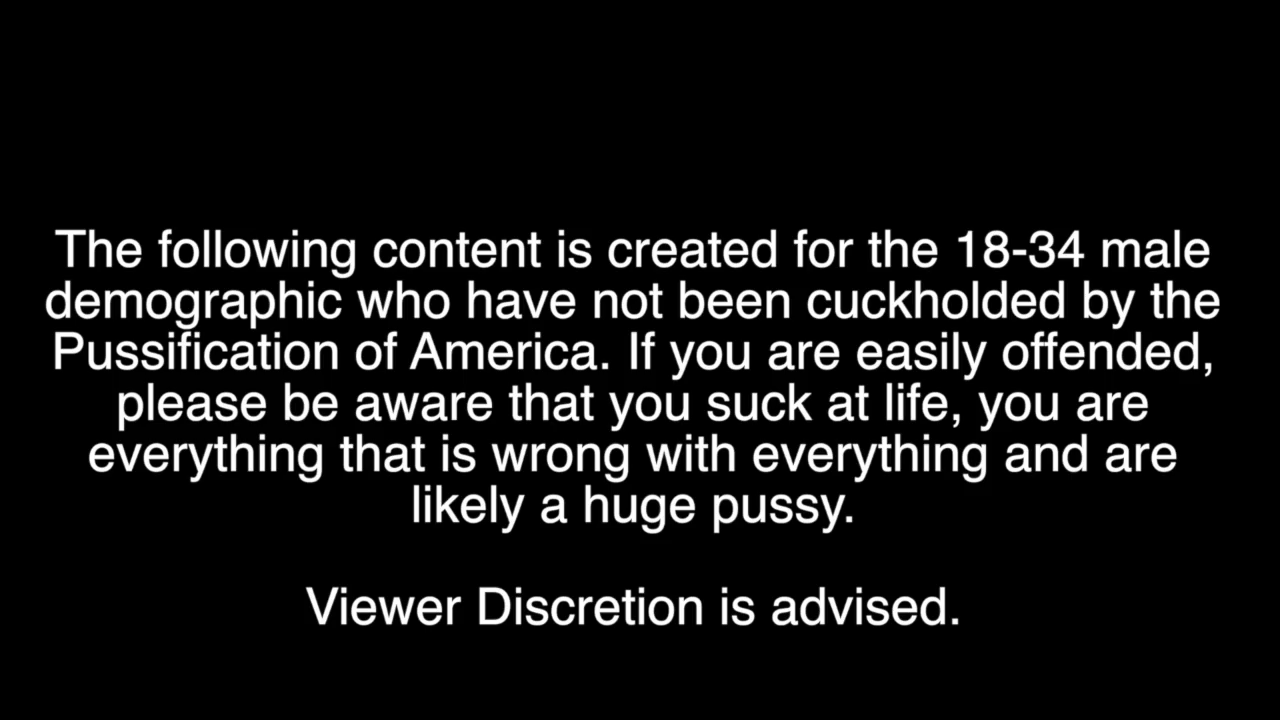 The following content is created for the 18-34 male
demographic who have not been cuckholded by the
Pussification of America. If you are easily offended,
please be aware that you suck at life, you are
everything that is wrong with everything and are
likely a huge pussy.
Viewer Discretion is advised.